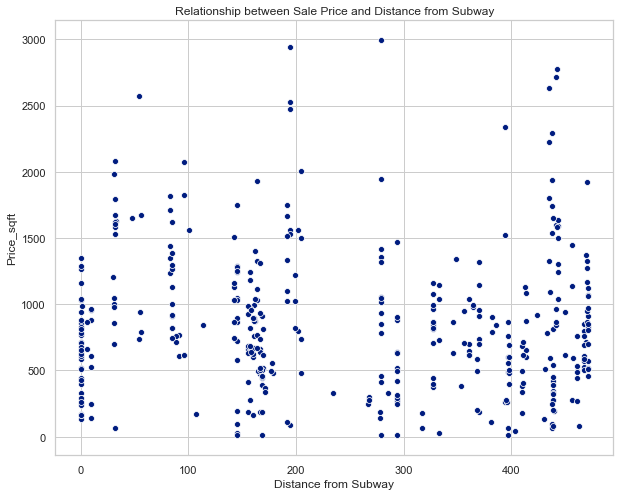 Relationship between Sale Price and Distance from Subway
3000
2500
2000
1500
1000
500
0
Price_sqft
0 100 200 300 400
Distance from Subway